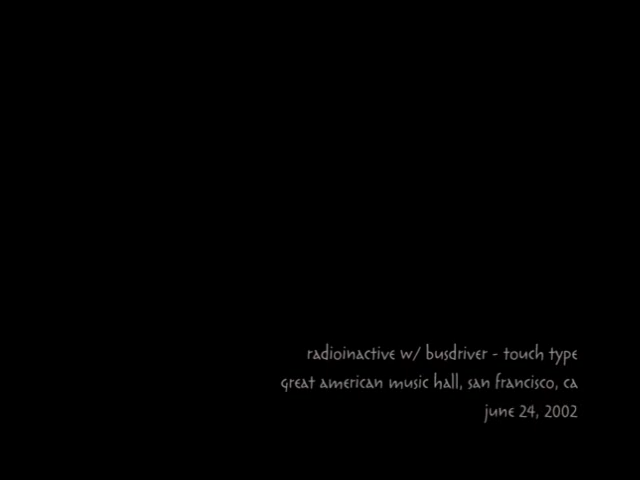 radioinactive w/ busdriver - touch type
great american music hall, san francisco, ca
june 24, 2002